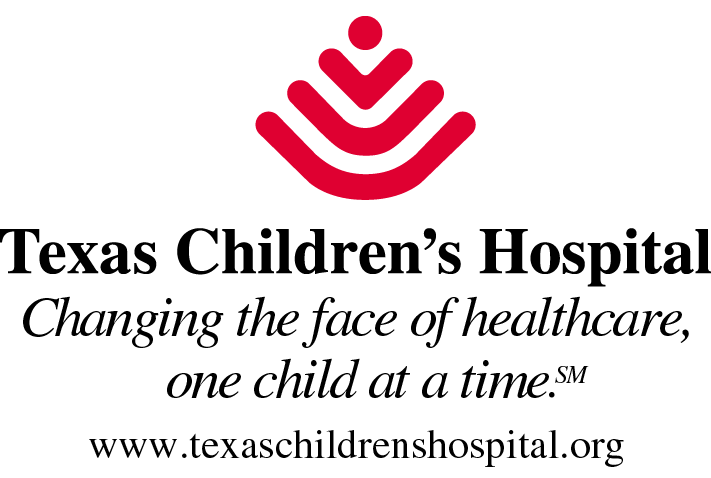 Texas Children’s Hospital
Changing the face of healthcare,
one child at a time.SM
www.texaschildrenshospital.org